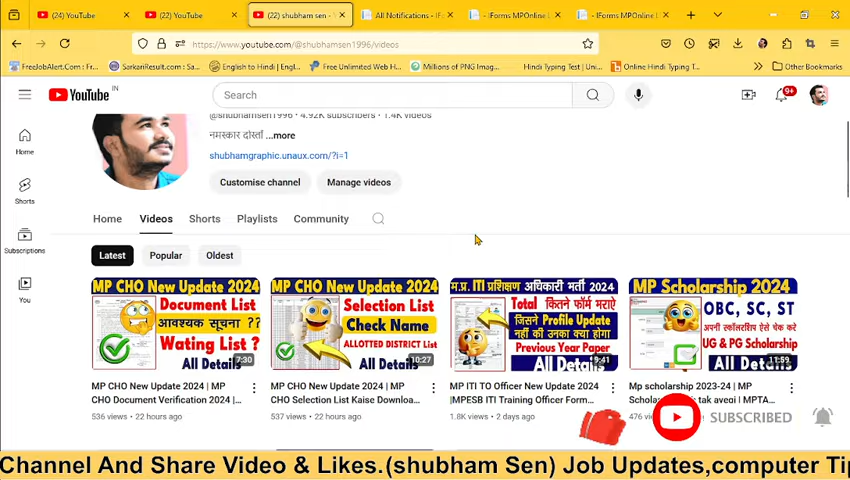 (24) YouTube
(22) YouTube
(22) shubham sen -
All Notifications - iF
- iForms MPOnline L
- iForms MPOnline L
https://www.youtube.com/@shubhamsen1996/videos
FreeJobAlert.Com : Fr...
SarkariResult.com : Sark...
English to Hindi | Engl...
Free Unlimited Web H...
Millions of PNG Imag...
Hindi Typing Test | Uni...
Online Hindi Typing T...
Other Bookmarks
YouTube IN
Search
9+
@shubhamsen1996 • 4.92K subscribers • 1.4K videos
नमस्कार दोस्तों ...more
shubhamgraphic.unaux.com/?i=1
Customise channel
Manage videos
Home
Shorts
Subscriptions
You
Home
Videos
Shorts
Playlists
Community
Latest
Popular
Oldest
MP CHO New Update 2024
Document List
आवश्यक सूचना ??
Wating List ?
All Details
7:30
MP CHO New Update 2024
Selection List
Check Name
ALLOTTED DISTRICT LIST
All Details
10:27
म.प्र. ITI प्रशिक्षण अधिकारी भर्ती 2024
Total कितने फॉर्म भराऐ
जिसने Profile Update
नहीं की उनका क्या होगा
Previous Year Paper
All Details
9:41
MP Scholarship 2024
OBC, SC, ST
अपनी स्कॉलरशिप ऐसे चेक करे
UG & PG Scholarship
All Details
11:59
MP CHO New Update 2024 | MP
CHO Document Verification 2024 |...
536 views • 22 hours ago
MP CHO New Update 2024 | MP
CHO Selection List Kaise Downloa...
537 views • 22 hours ago
MP ITI TO Officer New Update 2024
|MPESB ITI Training Officer Form...
1.8K views • 2 days ago
Mp scholarship 2023-24 | MP
tak avegi | MPTA...
476
SUBSCRIBED
Channel And Share Video & Likes.(shubham Sen) Job Updates,computer Tip